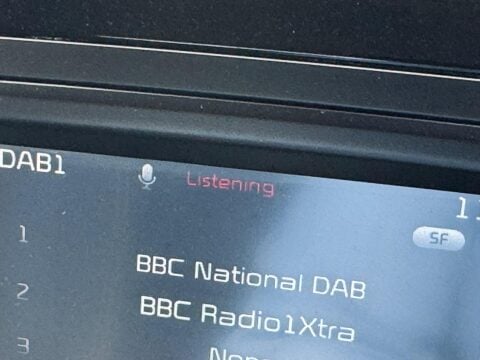 DAB1
Listening
SF
1
BBC National DAB
2
BBC Radio1Xtra
3